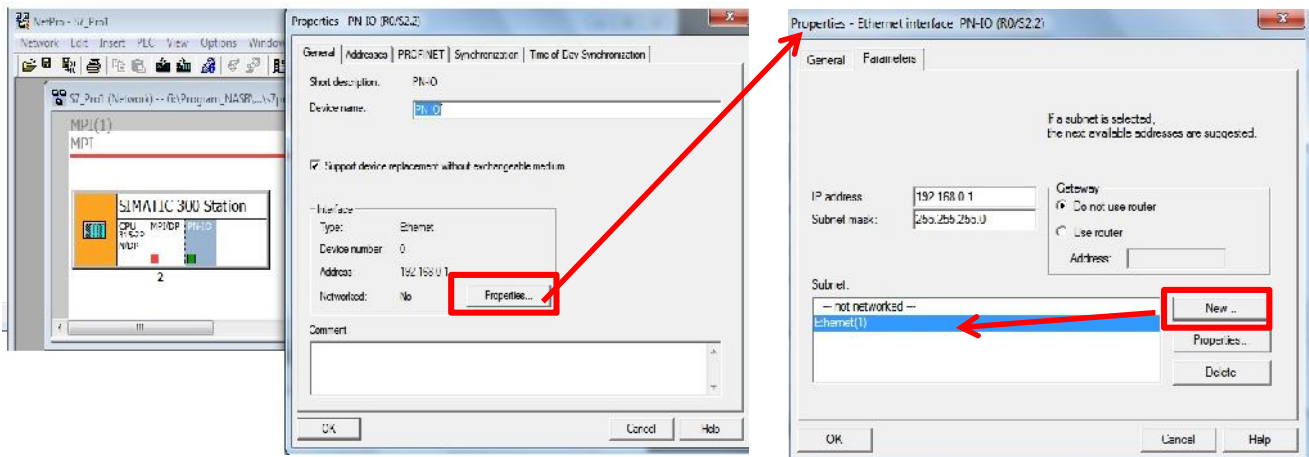 NetPro - S7_Pro1
Network Edit Insert PLC View Options Window
S7_Pro1 (Network) --
MPI(1)
MPI
SIMATIC 300 Station
CPU MPI/DP PN-IO
N/DP
2
Properties PN-IO (R0/S2.2)
General Addresses PROFINET Synchronization Time of Day Synchronization
Short description: PN-IO
Device name: PN-IO
Support device replacement without exchangeable medium
Interface
Type: Ethernet
Device number 0
Address: 192.168.0.1
Networked: No Properties...
Comment
OK Cancel Help
Properties - Ethernet interface PN-IO (R0/S2.2)
General Parameters
If a subnet is selected,
the next available addresses are suggested.
IP address: 192.168.0.1
Subnet mask: 255.255.255.0
Gateway
Do not use router
Use router
Address:
Subnet:
--- not networked ---
Ethernet(1)
New...
Properties...
Delete
OK Cancel Help